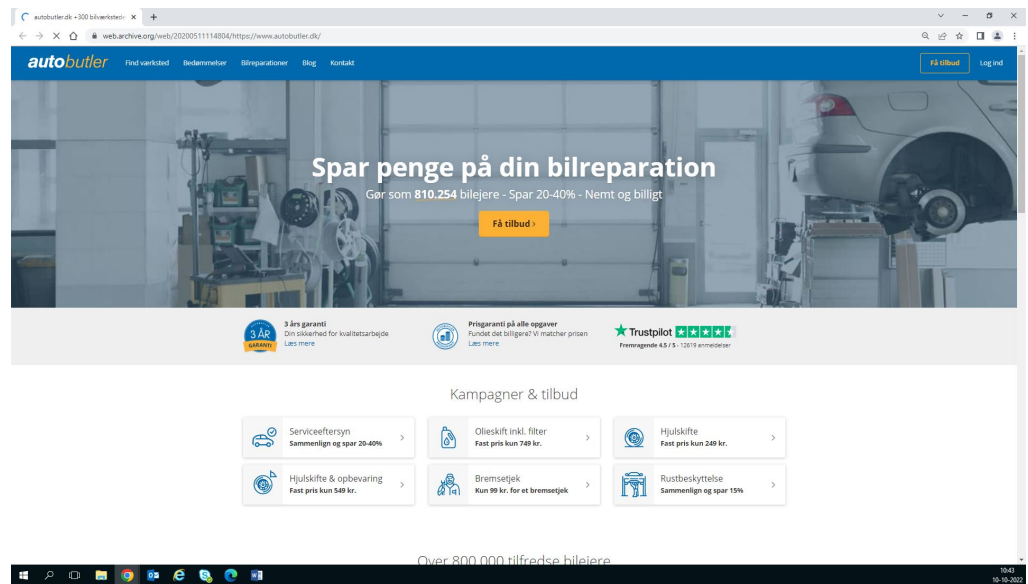 autobutler.dk +300 bilværksteder
web.archive.org/web/20200511114804/https://www.autobutler.dk/
autobutler
Find værksted
Bedømmelser
Bilreparationer
Blog
Kontakt
Få tilbud
Log ind
Spar penge på din bilreparation
Gør som 810.254 bilejere - Spar 20-40% - Nemt og billigt
Få tilbud ›
3 ÅR
GARANTI
3 års garanti
Din sikkerhed for kvalitetsarbejde
Læs mere
Prisgaranti på alle opgaver
Fundet det billigere? Vi matcher prisen
Læs mere
Trustpilot
Fremragende 4.5 / 5 - 12619 anmeldelser
Kampagner & tilbud
Serviceeftersyn
Sammenlign og spar 20-40%
Olieskift inkl. filter
Fast pris kun 749 kr.
Hjulskifte
Fast pris kun 249 kr.
Hjulskifte & opbevaring
Fast pris kun 549 kr.
Bremsetjek
Kun 99 kr. for et bremsetjek
Rustbeskyttelse
Sammenlign og spar 15%
Over 800.000 tilfredse bilejere
10:43
10-10-2022